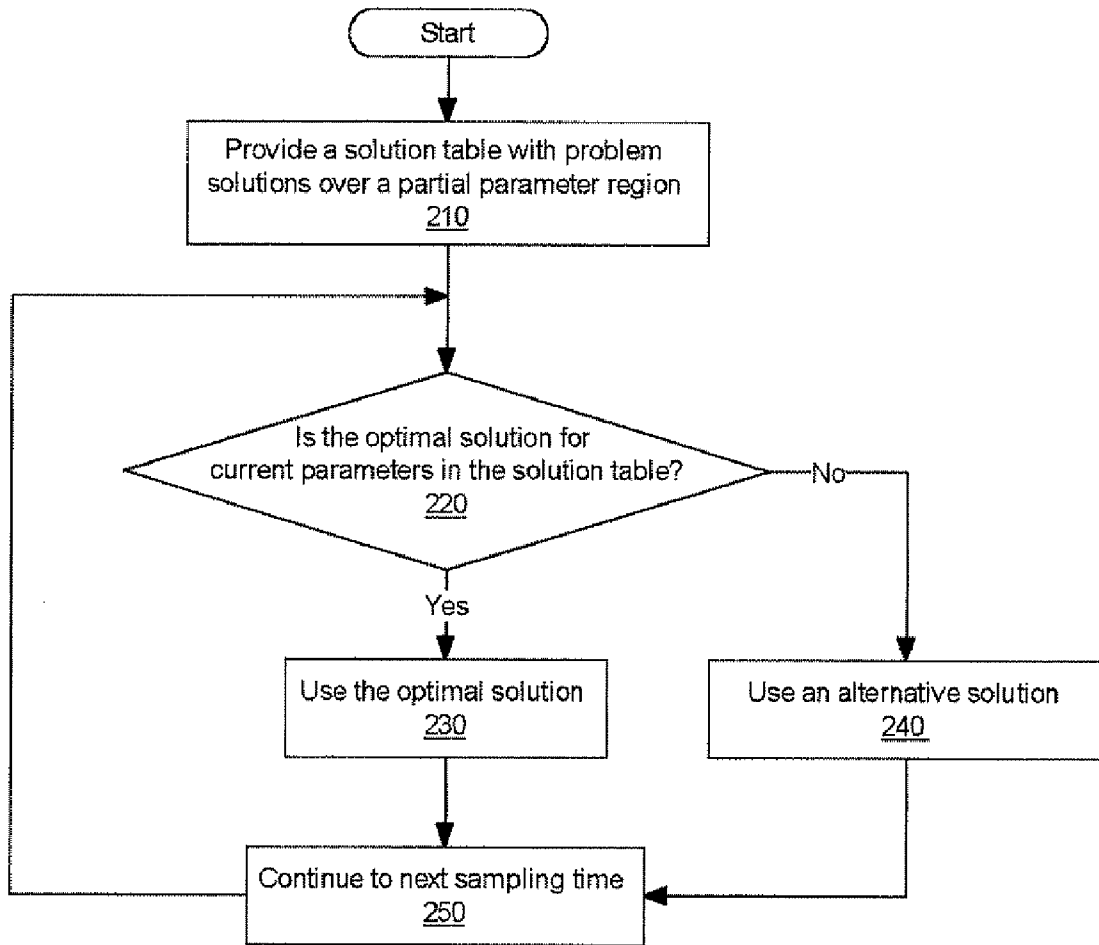 Start
Provide a solution table with problem
solutions over a partial parameter region
210
Is the optimal solution for
current parameters in the solution table?
220
No
Yes
Use the optimal solution
230
Use an alternative solution
240
Continue to next sampling time
250